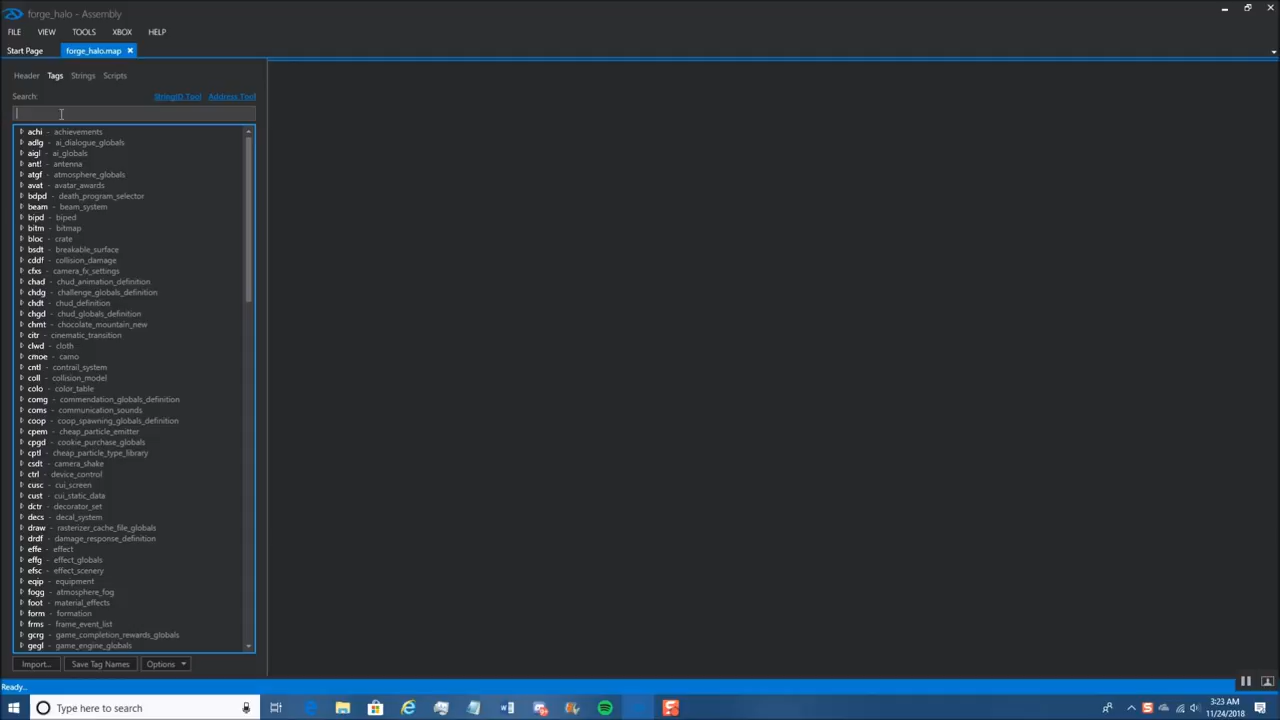 forge_halo - Assembly
FILE VIEW TOOLS XBOX HELP
Start Page forge_halo.map
Header Tags Strings Scripts
Search: StringID Tool Address Tool
achi - achievements
adlg - ai_dialogue_globals
aigl - ai_globals
ant! - antenna
atgf - atmosphere_globals
avat - avatar_awards
bdpd - death_program_selector
beam - beam_system
bipd - biped
bitm - bitmap
bloc - crate
bsdt - breakable_surface
cddf - collision_damage
cfxs - camera_fx_settings
chad - chud_animation_definition
chdg - challenge_globals_definition
chdt - chud_definition
chgd - chud_globals_definition
chmt - chocolate_mountain_new
citr - cinematic_transition
clwd - cloth
cmoe - camo
cntl - contrail_system
coll - collision_model
colo - color_table
comg - commendation_globals_definition
coms - communication_sounds
coop - coop_spawning_globals_definition
cpem - cheap_particle_emitter
cpgd - cookie_purchase_globals
cptl - cheap_particle_type_library
csdt - camera_shake
ctrl - device_control
cusc - cui_screen
cust - cui_static_data
dctr - decorator_set
decs - decal_system
draw - rasterizer_cache_file_globals
drdf - damage_response_definition
effe - effect
effg - effect_globals
efsc - effect_scenery
eqip - equipment
fogg - atmosphere_fog
foot - material_effects
form - formation
frms - frame_event_list
gcrg - game_completion_rewards_globals
gegl - game_engine_globals
Import... Save Tag Names Options
Ready...
Type here to search
3:23 AM
11/24/2018